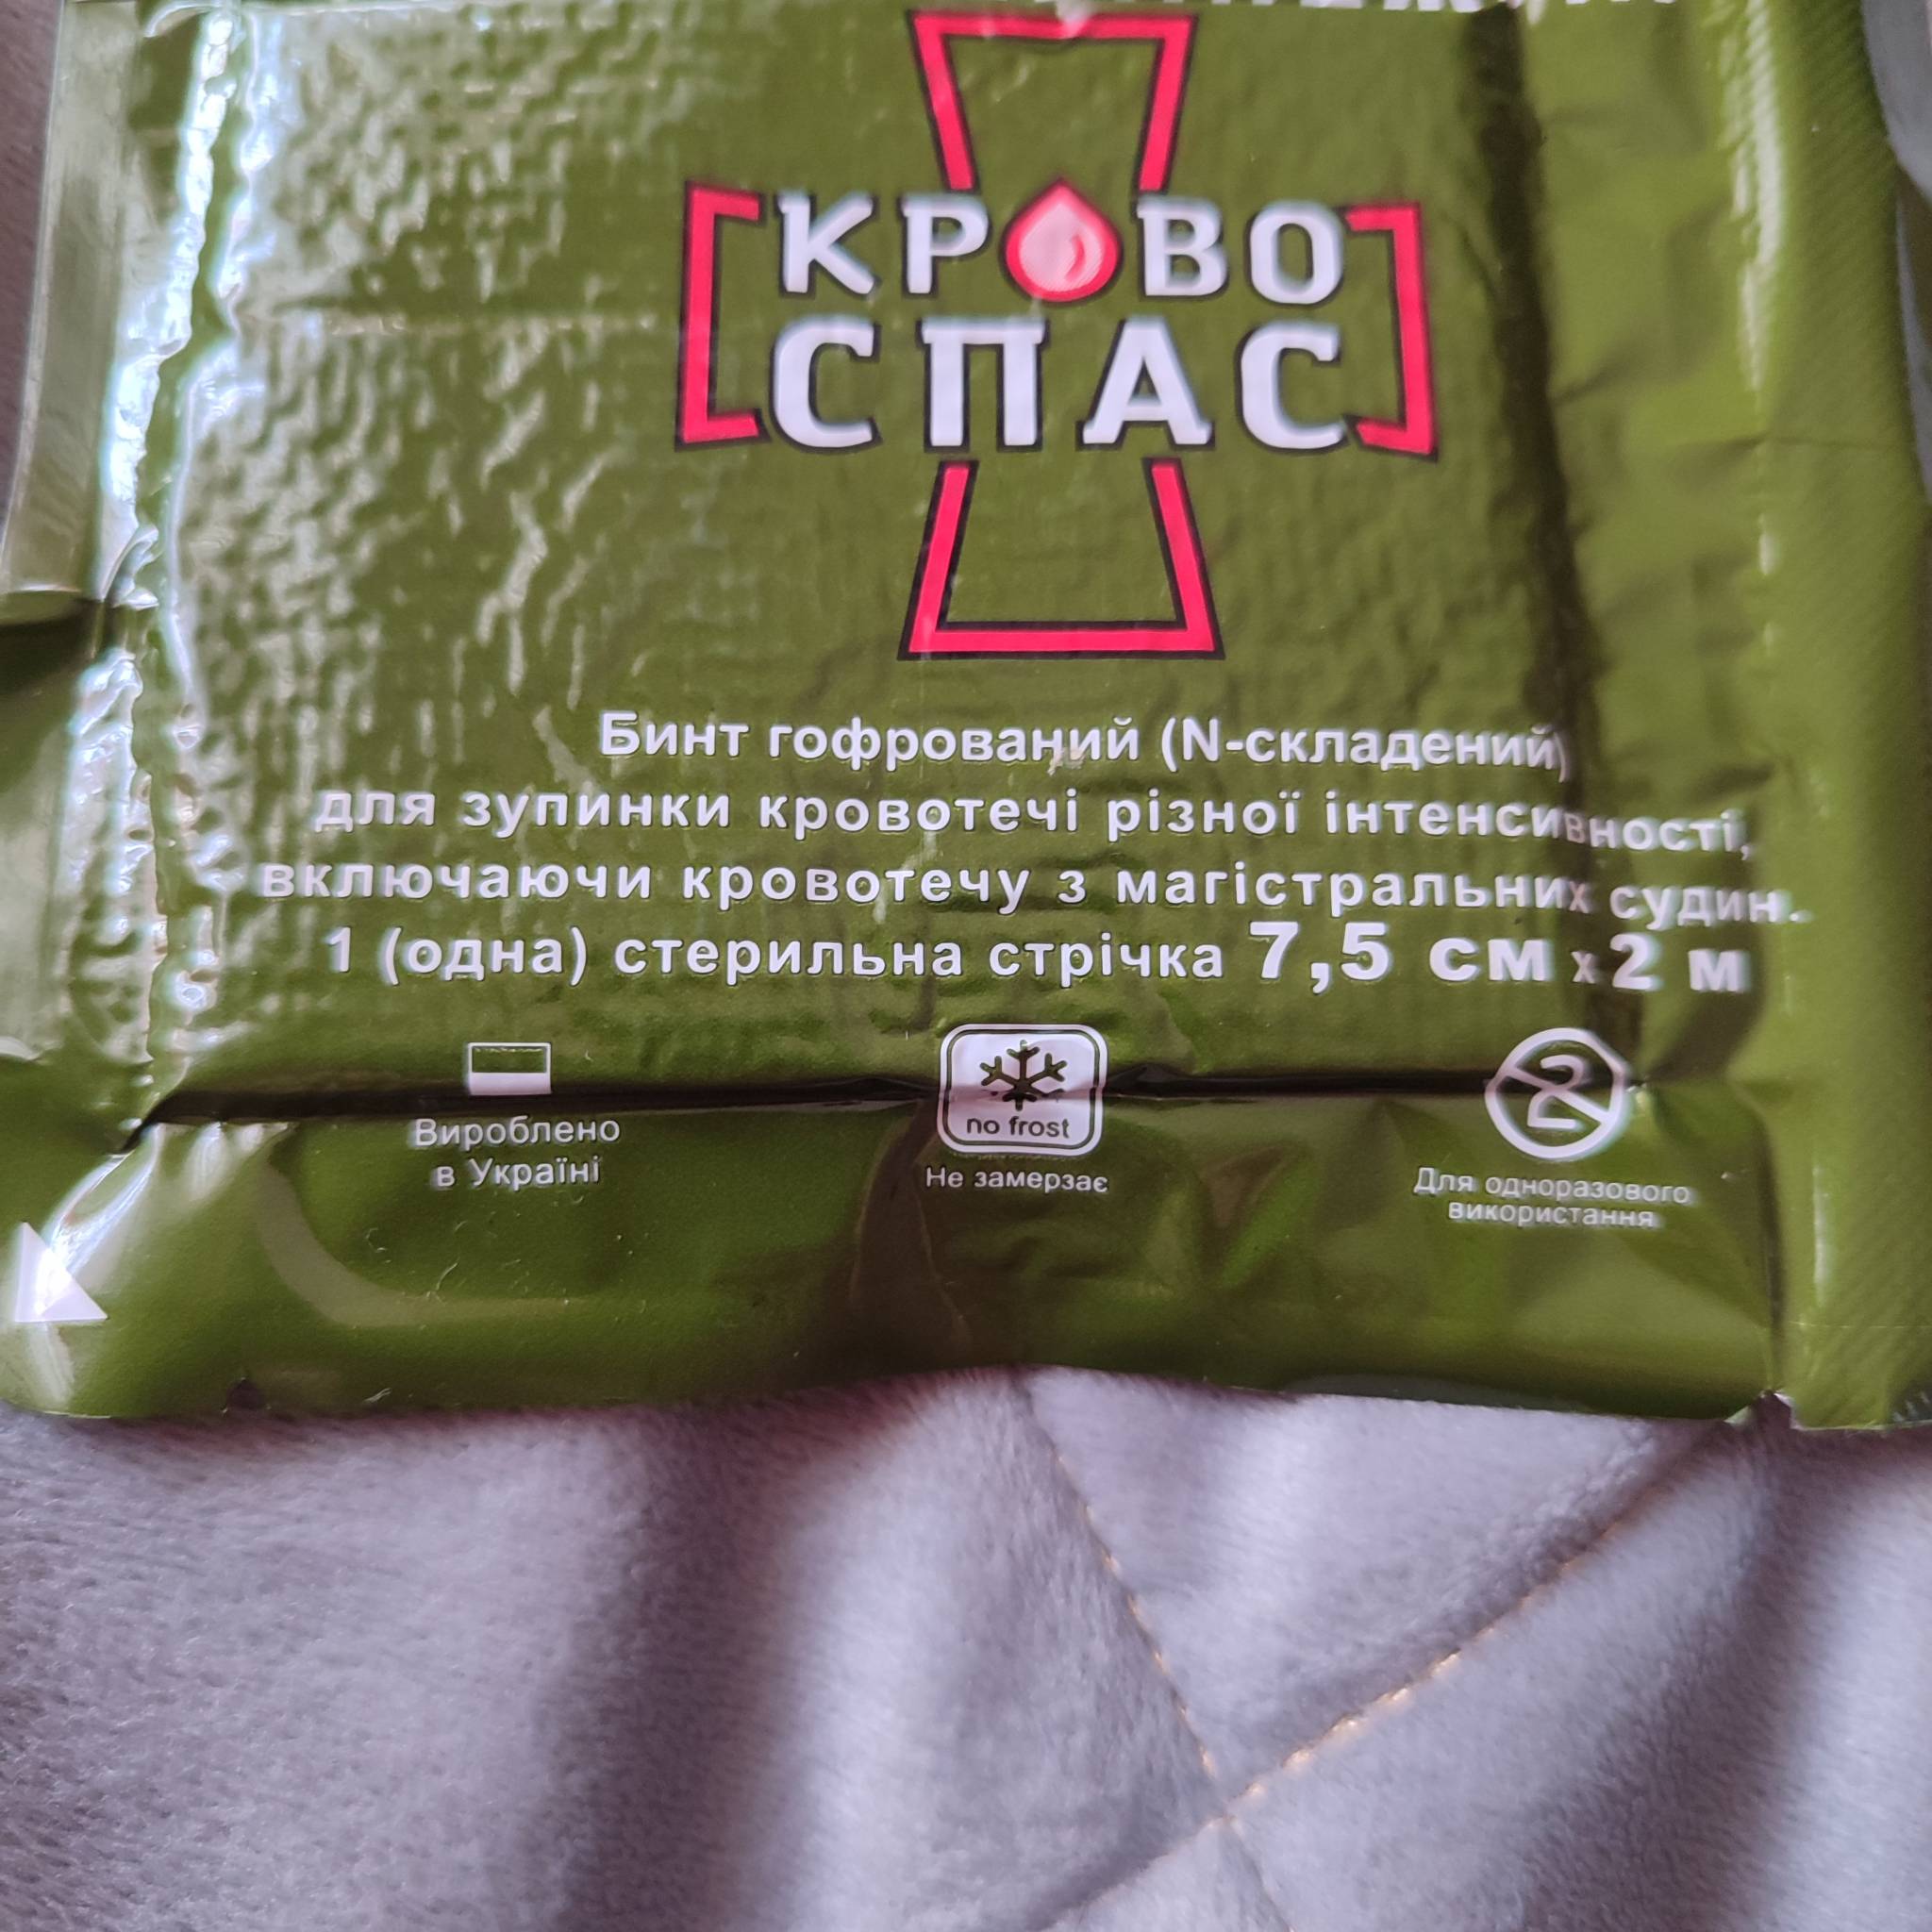 КРОВО
СПАС
Бинт гофрований (N-складений)
для зупинки кровотечі різної інтенсивності,
включаючи кровотечу з магістральних судин.
1 (одна) стерильна стрічка 7,5 см x 2 м
Вироблено
в Україні
no frost
Не замерзає
2
Для одноразового
використання